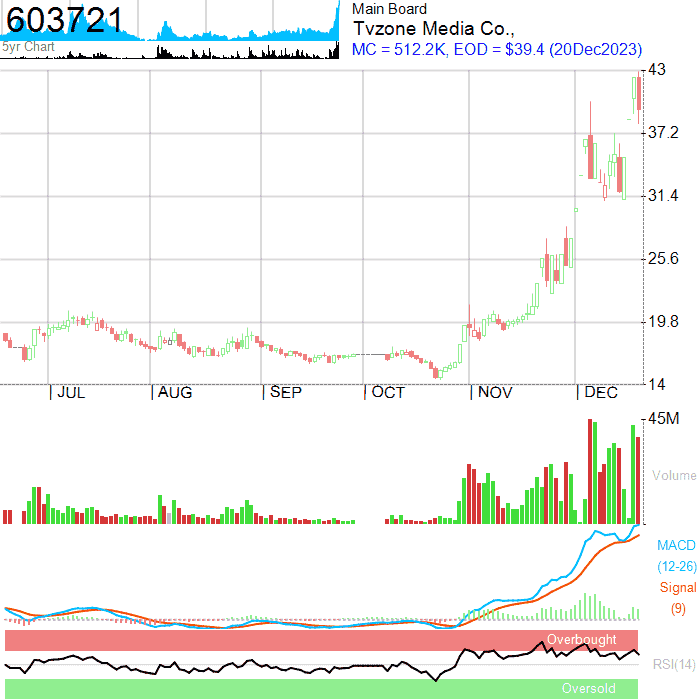 603721
5yr Chart
Main Board
Tvzone Media Co.,
MC = 512.2K, EOD = $39.4 (20Dec2023)
43
37.2
31.4
25.6
19.8
14
JUL AUG SEP OCT NOV DEC
45M
Volume
MACD
(12-26)
Signal
(9)
Overbought
RSI(14)
Oversold